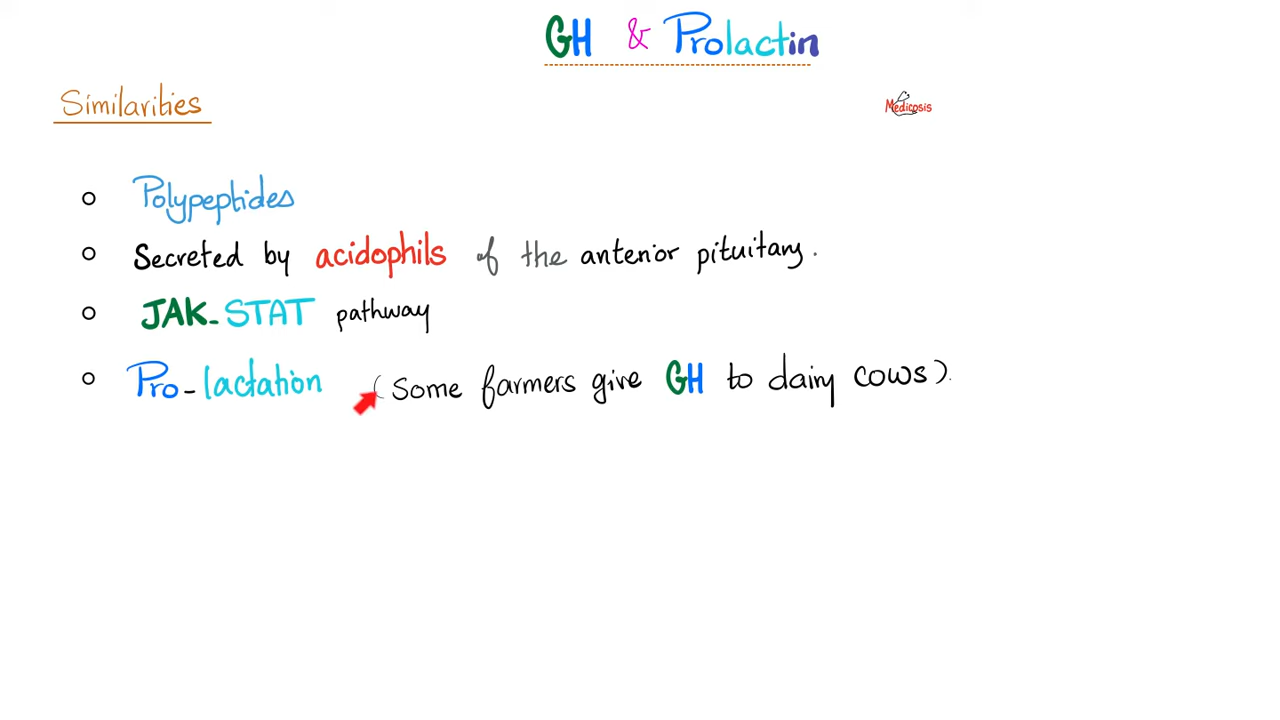 GH & Prolactin
Similarities
Medicosis
Polypeptides
Secreted by acidophils of the anterior pituitary.
JAK-STAT pathway
Pro-lactation (Some farmers give GH to dairy cows).